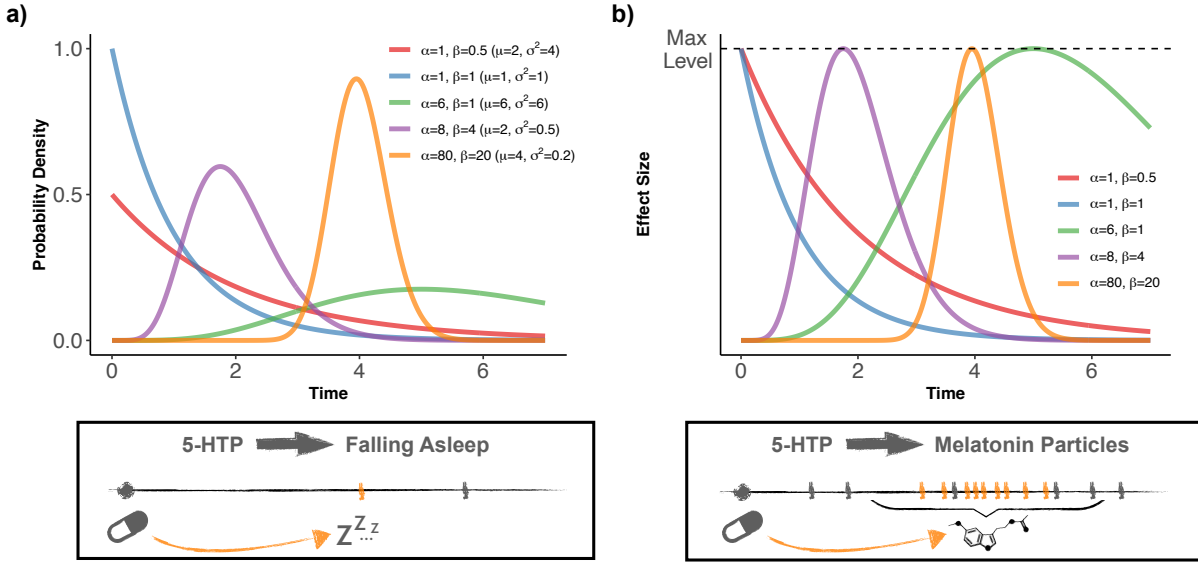 a)
1.0
0.5
0.0
Probability Density
α=1, β=0.5 (μ=2, σ²=4)
α=1, β=1 (μ=1, σ²=1)
α=6, β=1 (μ=6, σ²=6)
α=8, β=4 (μ=2, σ²=0.5)
α=80, β=20 (μ=4, σ²=0.2)
0 2 4 6
Time
5-HTP Falling Asleep
Z Z Z ...
b)
Max
Level
Effect Size
α=1, β=0.5
α=1, β=1
α=6, β=1
α=8, β=4
α=80, β=20
0 2 4 6
Time
5-HTP Melatonin Particles